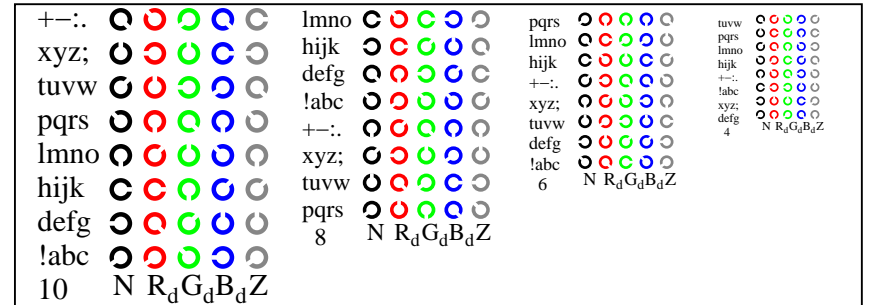 +−:.
xyz;
tuvw
pqrs
lmno
hijk
defg
!abc
10 N RdGdBdZ
lmno
hijk
defg
!abc
+−:.
xyz;
tuvw
pqrs
8 N RdGdBdZ
pqrs
lmno
hijk
+−:.
xyz;
tuvw
defg
!abc
6 N RdGdBdZ
tuvw
pqrs
lmno
hijk
+−:.
!abc
xyz;
defg
4 N RdGdBdZ